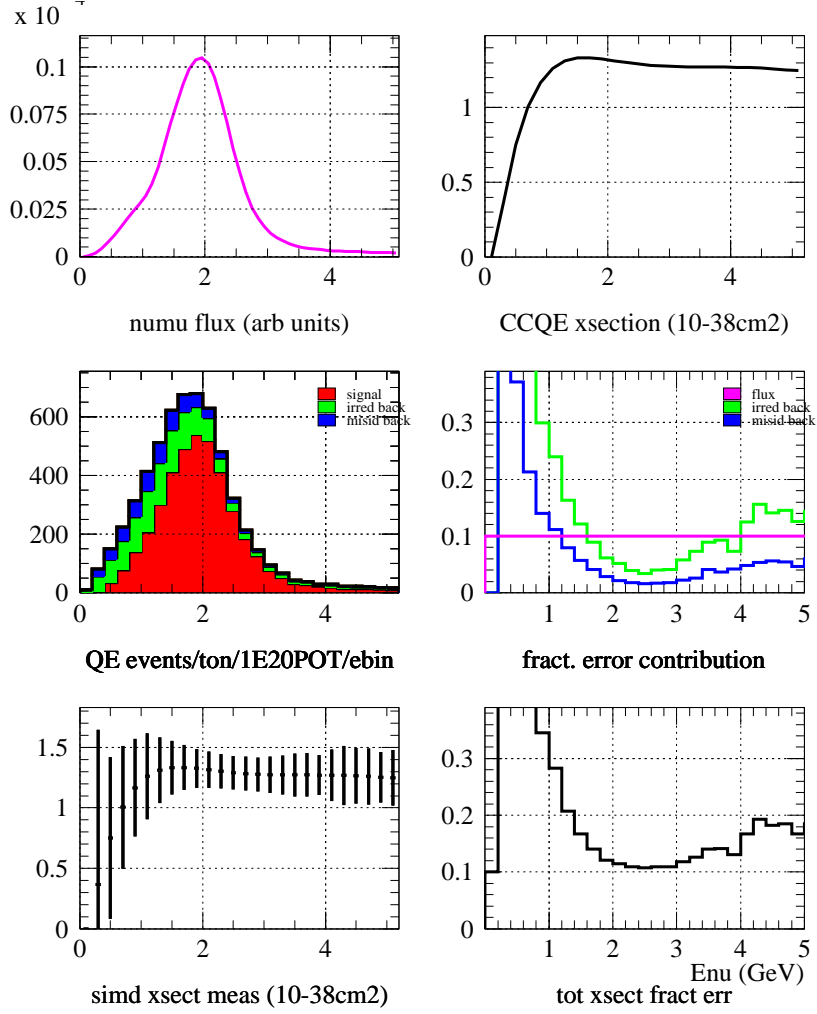 x 10
0.1
0.075
0.05
0.025
0
0 2 4
numu flux (arb units)
1
0.5
0
0 2 4
CCQE xsection (10-38cm2)
600
400
200
0
0 2 4
signal
irred back
misid back
QE events/ton/1E20POT/ebin
0.3
0.2
0.1
0
1 2 3 4 5
flux
irred back
misid back
fract. error contribution
1.5
1
0.5
0
0 2 4
simd xsect meas (10-38cm2)
0.3
0.2
0.1
0
1 2 3 4 5
Enu (GeV)
tot xsect fract err